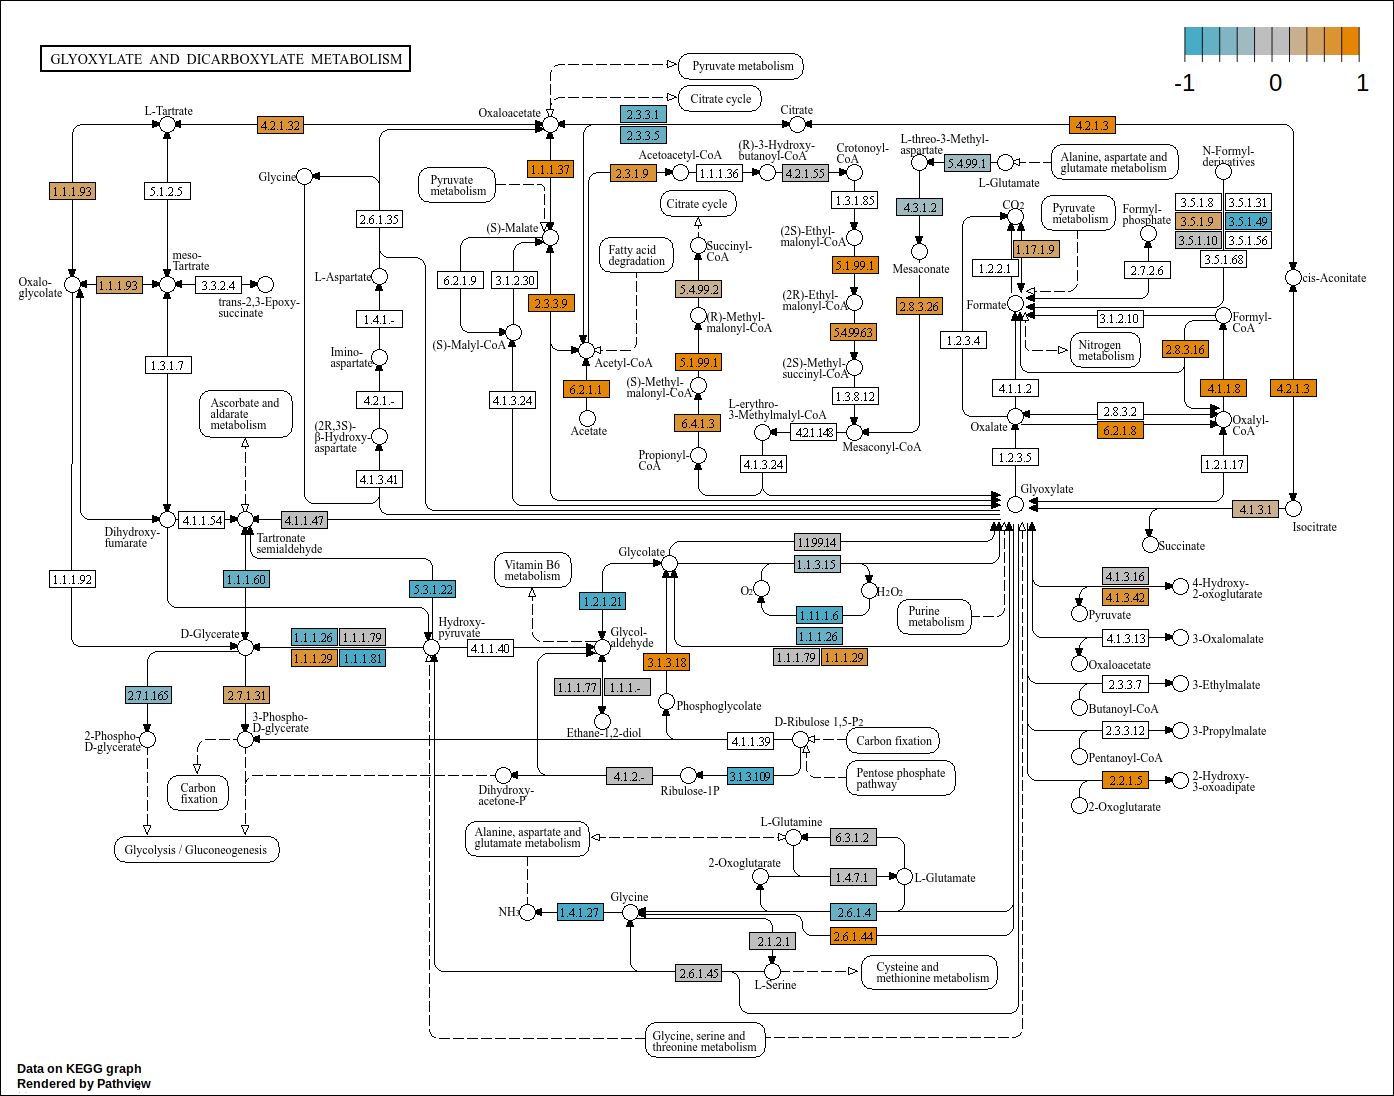 GLYOXYLATE AND DICARBOXYLATE METABOLISM
-1 0 1
Pyruvate metabolism
Citrate cycle
L-Tartrate
Oxaloacetate
Citrate
4.2.1.32
2.3.3.1
2.3.3.5
4.2.1.3
Glycine
1.1.1.93
5.1.2.5
2.6.1.35
Pyruvate
metabolism
1.1.1.37
Acetoacetyl-CoA
(R)-3-Hydroxy-
butanoyl-CoA
Crotonoyl-
CoA
2.3.1.9
1.1.1.36
4.2.1.55
1.3.1.85
L-threo-3-Methyl-
aspartate
5.4.99.1
L-Glutamate
Alanine, aspartate and
glutamate metabolism
N-Formyl-
derivatives
3.5.1.8
3.5.1.31
3.5.1.9
3.5.1.49
3.5.1.10
3.5.1.56
3.5.1.68
Citrate cycle
4.3.1.2
CO2
Pyruvate
metabolism
Formyl-
phosphate
(S)-Malate
Fatty acid
degradation
Succinyl-
CoA
(2S)-Ethyl-
malonyl-CoA
1.17.1.9
1.2.2.1
2.7.2.6
Mesaconate
5.1.99.1
meso-
Tartrate
Oxalo-
glycolate
1.1.1.93
3.3.2.4
trans-2,3-Epoxy-
succinate
L-Aspartate
6.2.1.9
3.1.2.30
2.3.3.9
5.4.99.2
(2R)-Ethyl-
malonyl-CoA
2.8.3.26
Formate
cis-Aconitate
1.4.1.-
(S)-Malyl-CoA
(R)-Methyl-
malonyl-CoA
5.49963
3.1.2.10
Formyl-
CoA
1.2.3.4
Nitrogen
metabolism
2.8.3.16
Imino-
aspartate
1.3.1.7
Acetyl-CoA
5.1.99.1
(2S)-Methyl-
succinyl-CoA
6.2.1.1
(S)-Methyl-
malonyl-CoA
1.3.8.12
4.1.1.2
4.1.1.8
4.2.1.3
Ascorbate and
aldarate
metabolism
4.2.1.-
4.1.3.24
Acetate
6.4.1.3
L-erythro-
3-Methylmalyl-CoA
4.2.1.148
Mesaconyl-CoA
2.8.3.2
6.2.1.8
Oxalate
Oxalyl-
CoA
(2R,3S)-
β-Hydroxy-
aspartate
Propionyl-
CoA
4.1.3.24
1.2.3.5
1.2.1.17
4.1.3.41
Glyoxylate
4.1.3.1
Isocitrate
Dihydroxy-
fumarate
4.1.1.54
4.1.1.47
Tartronate
semialdehyde
Succinate
1.1.1.92
1.1.1.60
5.3.1.22
Vitamin B6
metabolism
Glycolate
1.199.14
1.1.3.15
O2
H2O2
1.11.1.6
1.2.1.21
Purine
metabolism
4.1.3.16
4.1.3.42
4-Hydroxy-
2-oxoglutarate
Pyruvate
D-Glycerate
1.1.1.26
1.1.1.79
1.1.1.29
1.1.1.81
Hydroxy-
pyruvate
4.1.1.40
Glycol-
aldehyde
3.1.3.18
1.1.1.26
1.1.1.79
1.1.1.29
4.1.3.13
3-Oxalomalate
Oxaloacetate
2.7.1.165
2.7.1.31
1.1.1.77
1.1.1.-
Phosphoglycolate
2.3.3.7
3-Ethylmalate
Butanoyl-CoA
2-Phospho-
D-glycerate
3-Phospho-
D-glycerate
Ethane-1,2-diol
D-Ribulose 1,5-P2
4.1.1.39
Carbon fixation
2.3.3.12
3-Propylmalate
Pentanoyl-CoA
Carbon
fixation
Dihydroxy-
acetone-P
4.1.2.-
Ribulose-1P
3.1.3.109
Pentose phosphate
pathway
2.2.1.5
2-Hydroxy-
3-oxoadipate
2-Oxoglutarate
Glycolysis / Gluconeogenesis
Alanine, aspartate and
glutamate metabolism
L-Glutamine
6.3.1.2
2-Oxoglutarate
1.4.7.1
L-Glutamate
NH3
1.4.1.27
Glycine
2.6.1.4
2.6.1.44
2.1.2.1
2.6.1.45
L-Serine
Cysteine and
methionine metabolism
Glycine, serine and
threonine metabolism
Data on KEGG graph
Rendered by Pathview